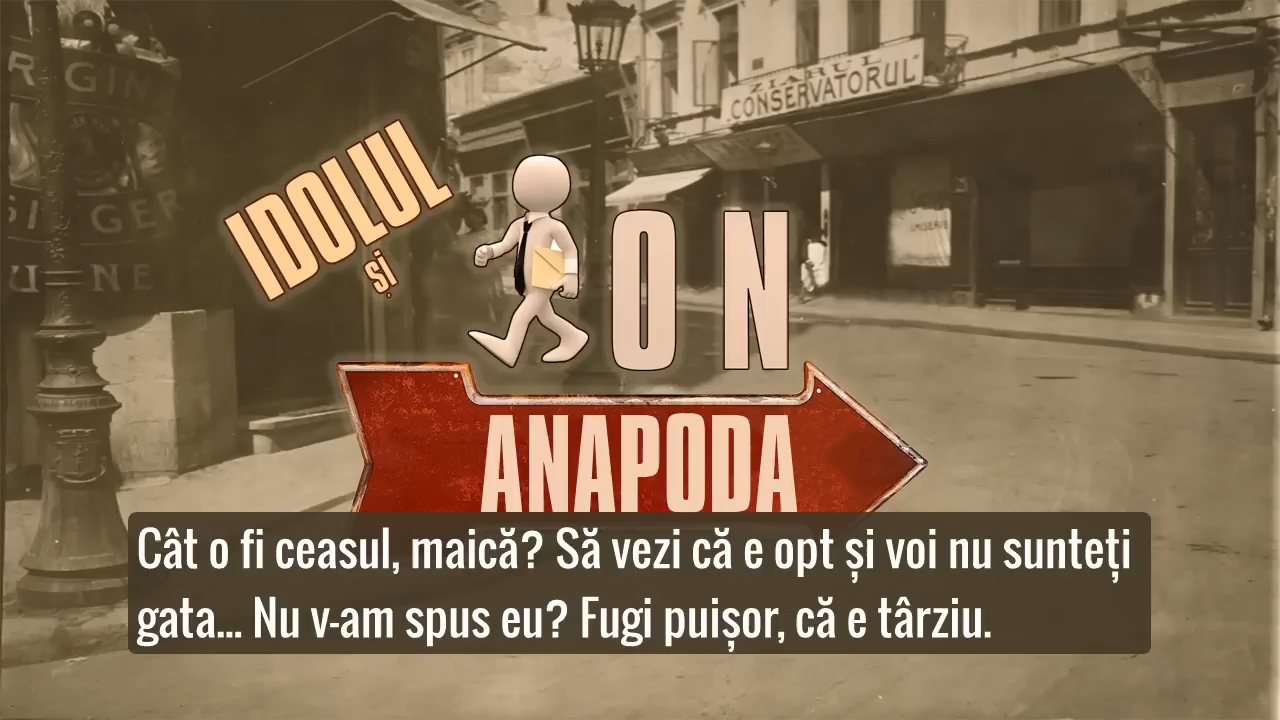 ZIARUL
„CONSERVATORUL"
IDOLUL
ȘI
ION
ANAPODA
Cât o fi ceasul, maică? Să vezi că e opt și voi nu sunteți
gata... Nu v-am spus eu? Fugi puișor, că e târziu.